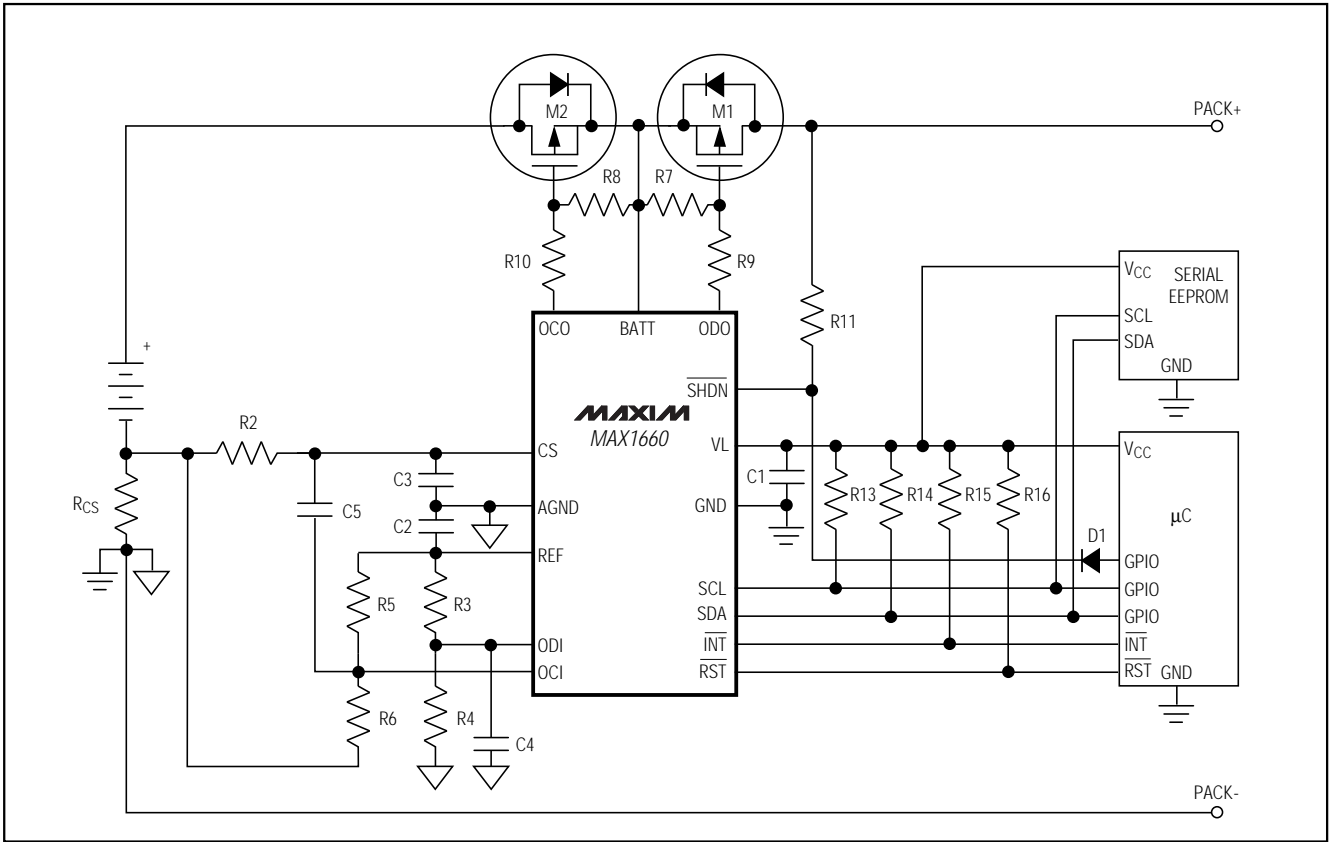 M2
M1
PACK+
R8
R7
R10
R9
R11
VCC
SERIAL
EEPROM
SCL
SDA
GND
OCO
BATT
ODO
+
SHDN
MAXIM
MAX1660
R2
CS
VL
VCC
C3
C1
R13
R14
R15
R16
RCS
C5
AGND
GND
C2
µC
D1
REF
GPIO
R5
R3
SCL
GPIO
SDA
GPIO
ODI
INT
INT
OCI
RST
RST
GND
R6
R4
C4
PACK-